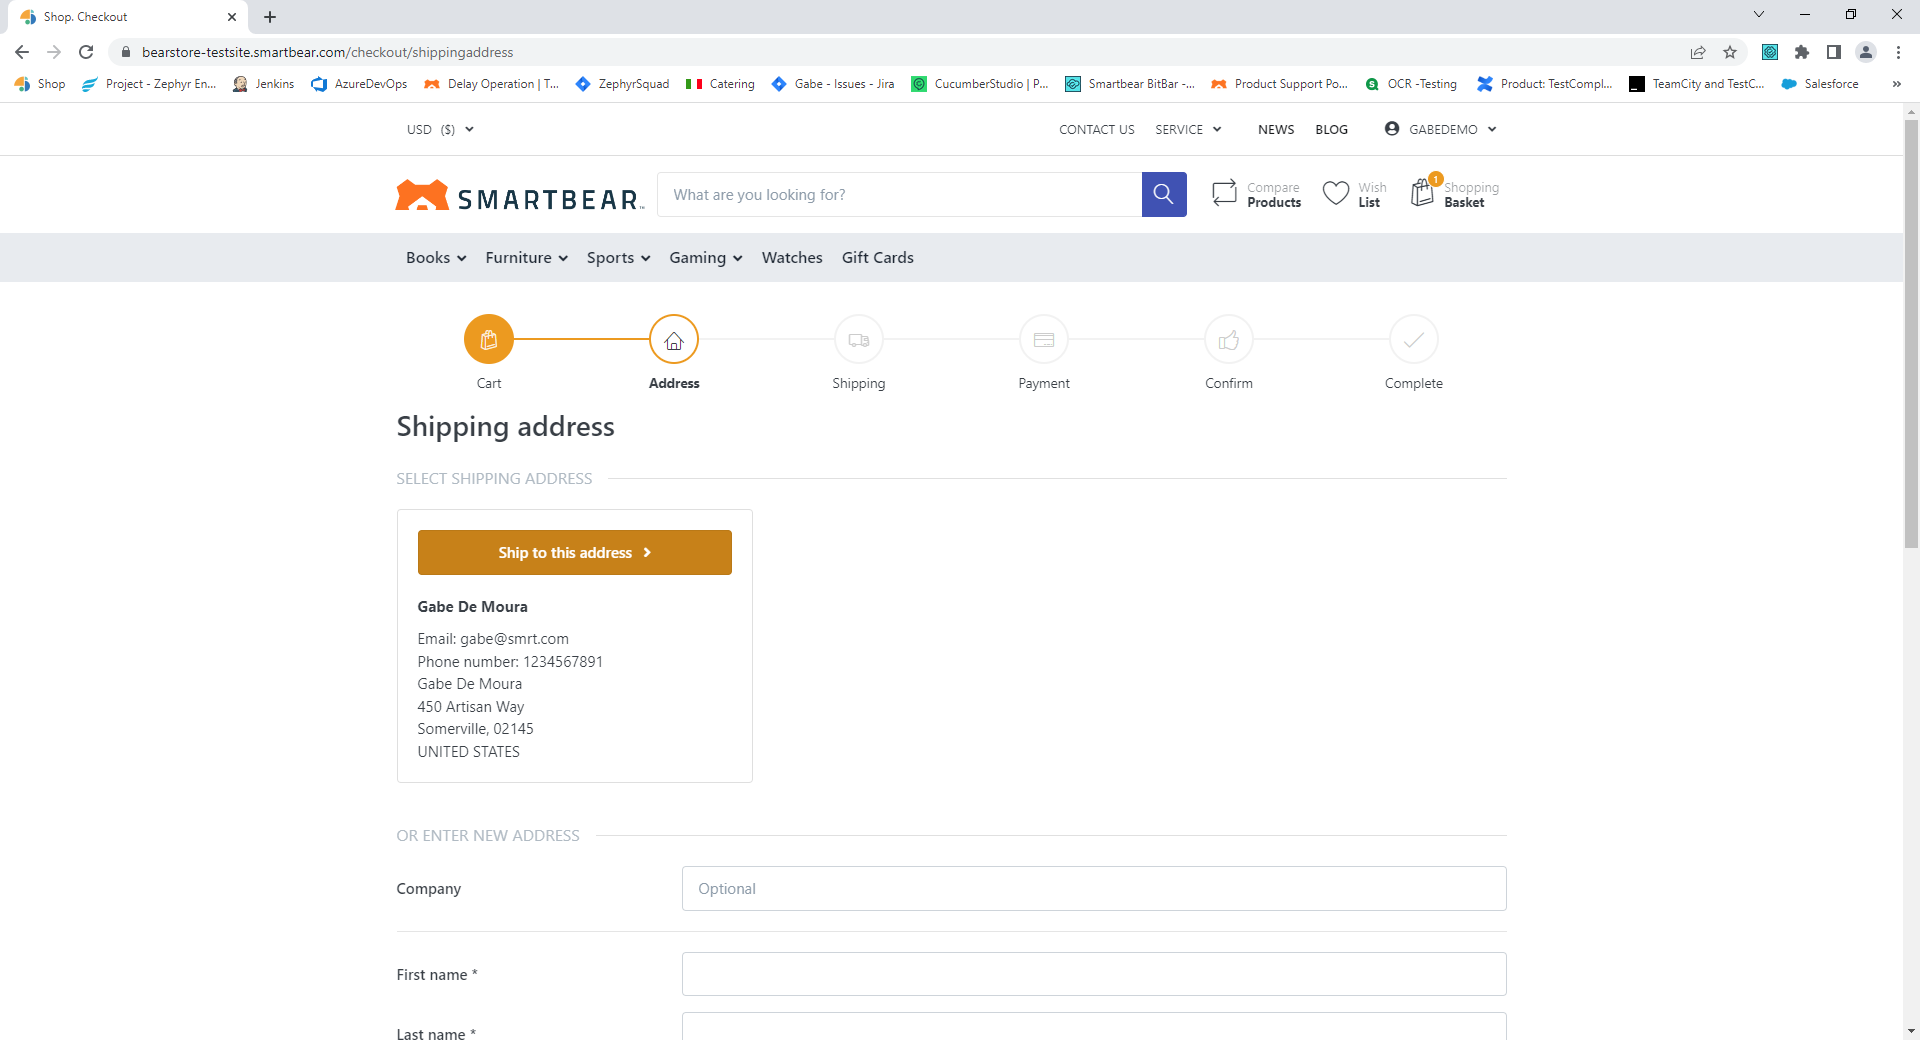 Shop. Checkout
bearstore-testsite.smartbear.com/checkout/shippingaddress
Shop Project - Zephyr En... Jenkins AzureDevOps Delay Operation | T... ZephyrSquad Catering Gabe - Issues - Jira CucumberStudio | P... Smartbear BitBar -... Product Support Po... OCR -Testing Product: TestCompl... TeamCity and TestC... Salesforce »
USD ($) CONTACT US SERVICE NEWS BLOG GABEDEMO
SMARTBEAR
What are you looking for?
Compare Products
Wish List
1
Shopping Basket
Books Furniture Sports Gaming Watches Gift Cards
Cart Address Shipping Payment Confirm Complete
Shipping address
SELECT SHIPPING ADDRESS
Ship to this address
Gabe De Moura
Email: gabe@smrt.com
Phone number: 1234567891
Gabe De Moura
450 Artisan Way
Somerville, 02145
UNITED STATES
OR ENTER NEW ADDRESS
Company Optional
First name *
Last name *